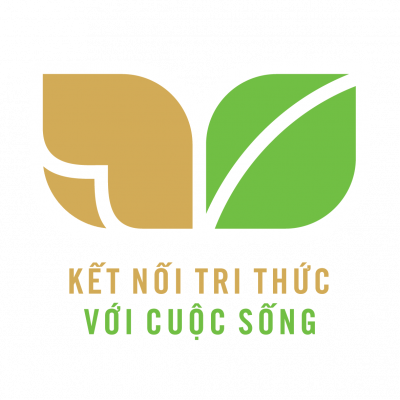 KẾT NỐI TRI THỨC
VỚI CUỘC SỐNG